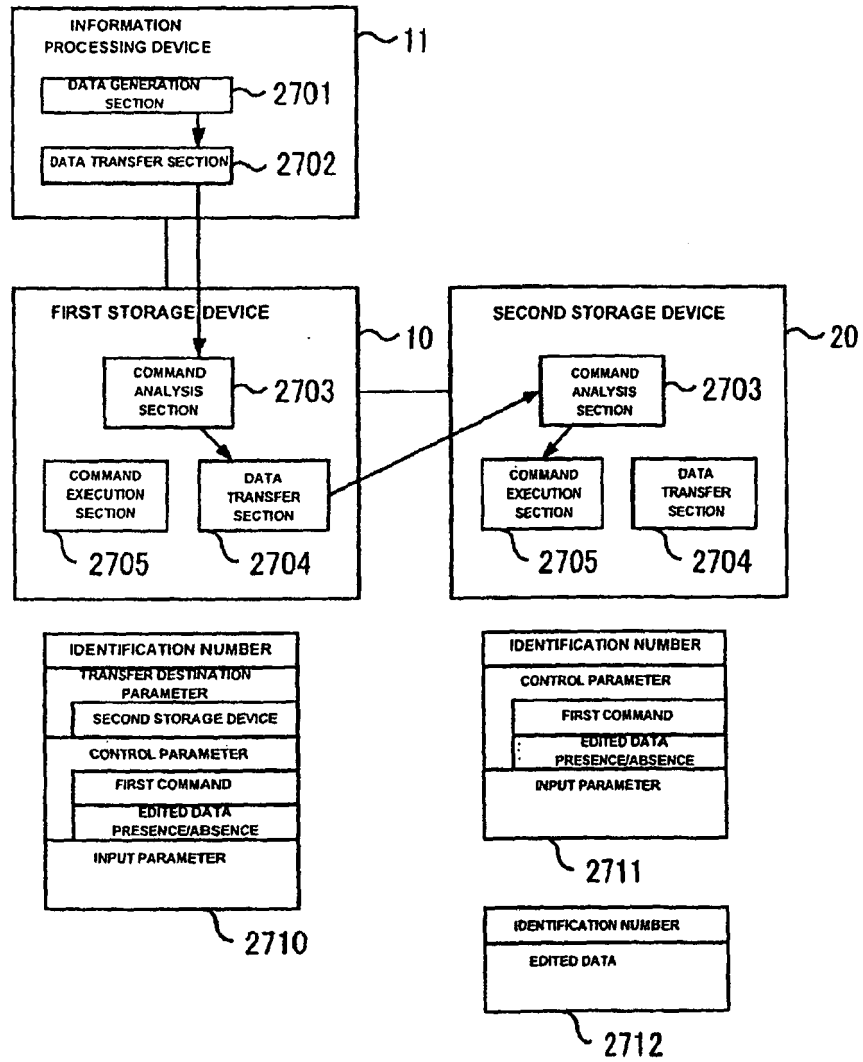 INFORMATION
PROCESSING DEVICE
11
DATA GENERATION
SECTION
2701
DATA TRANSFER SECTION
2702
FIRST STORAGE DEVICE
10
COMMAND
ANALYSIS
SECTION
2703
COMMAND
EXECUTION
SECTION
2705
DATA
TRANSFER
SECTION
2704
SECOND STORAGE DEVICE
20
COMMAND
ANALYSIS
SECTION
2703
COMMAND
EXECUTION
SECTION
2705
DATA
TRANSFER
SECTION
2704
IDENTIFICATION NUMBER
TRANSFER DESTINATION
PARAMETER
SECOND STORAGE DEVICE
CONTROL PARAMETER
FIRST COMMAND
EDITED DATA
PRESENCE/ABSENCE
INPUT PARAMETER
2710
IDENTIFICATION NUMBER
CONTROL PARAMETER
FIRST COMMAND
EDITED DATA
PRESENCE/ABSENCE
INPUT PARAMETER
2711
IDENTIFICATION NUMBER
EDITED DATA
2712